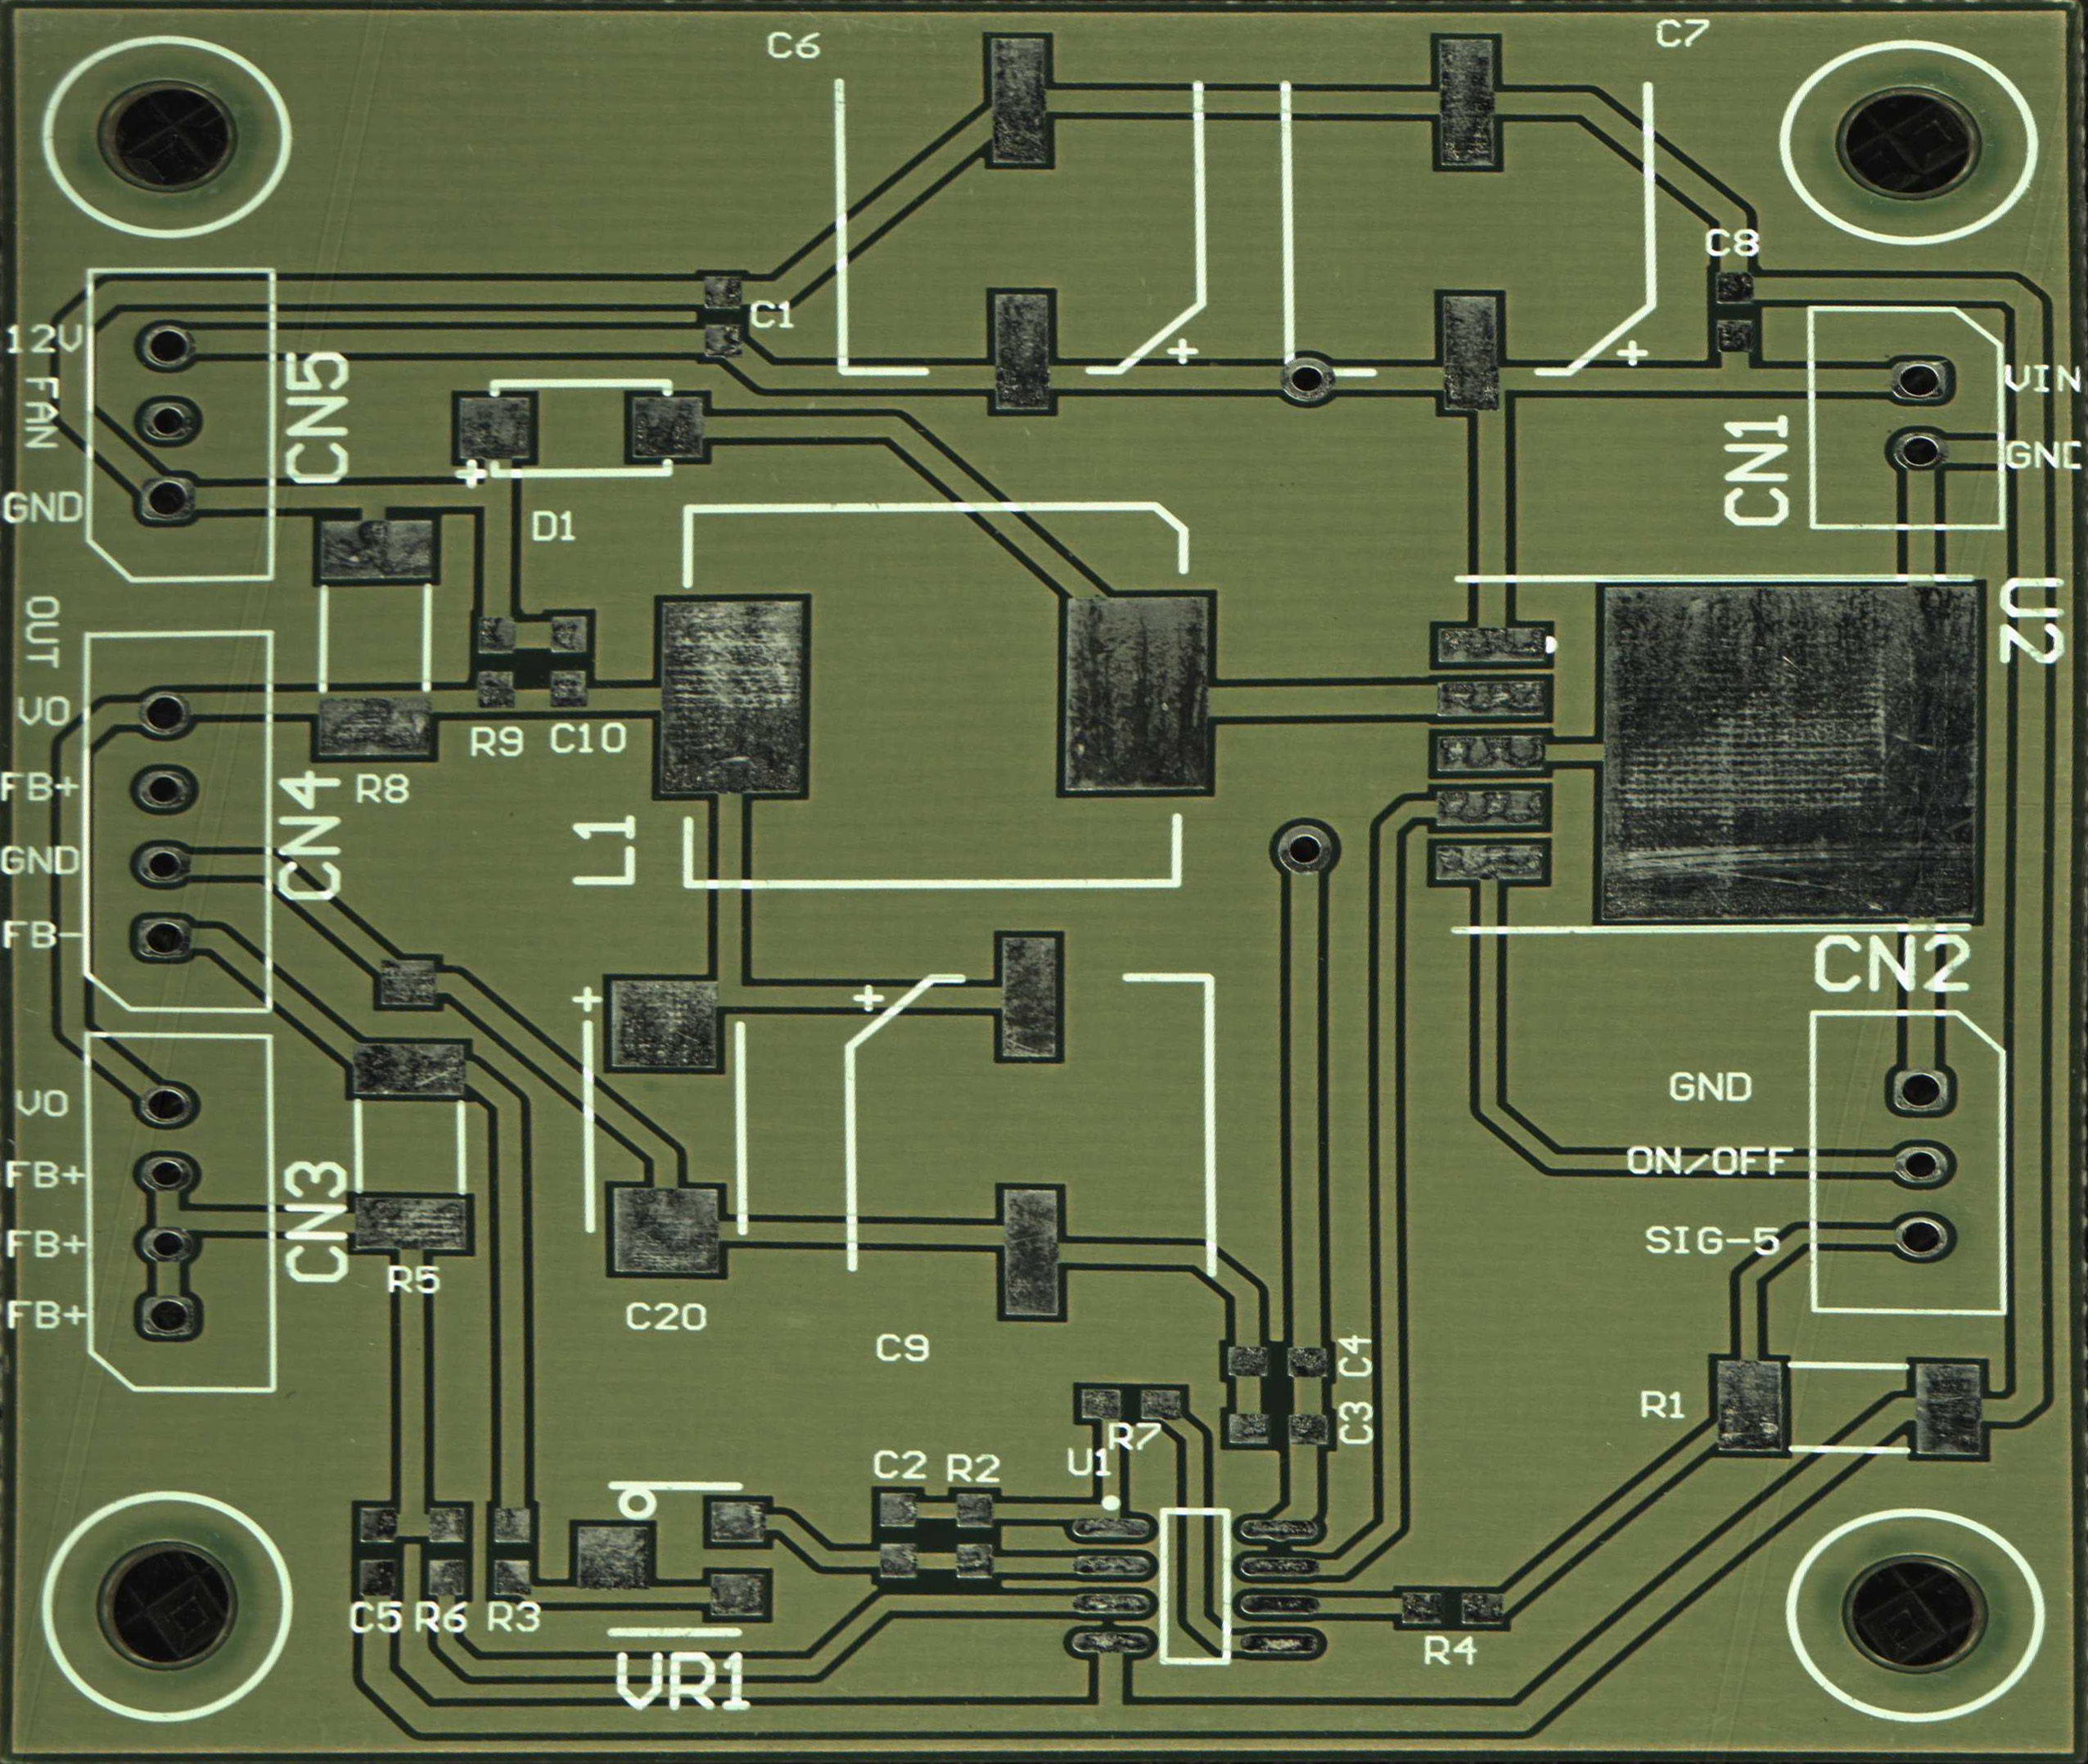 C6
C7
C8
C1
12V
FAN
GND
CN5
VIN
GND
CN1
D1
OUT
U2
VO
FB+
GND
FB-
CN4
R8
R9
C10
L1
+
+
+
+
+
CN2
GND
ON/OFF
SIG-5
VO
FB+
FB+
FB+
CN3
R5
C20
C9
C4
C3
R1
R7
U1
C2
R2
C5
R6
R3
VR1
R4